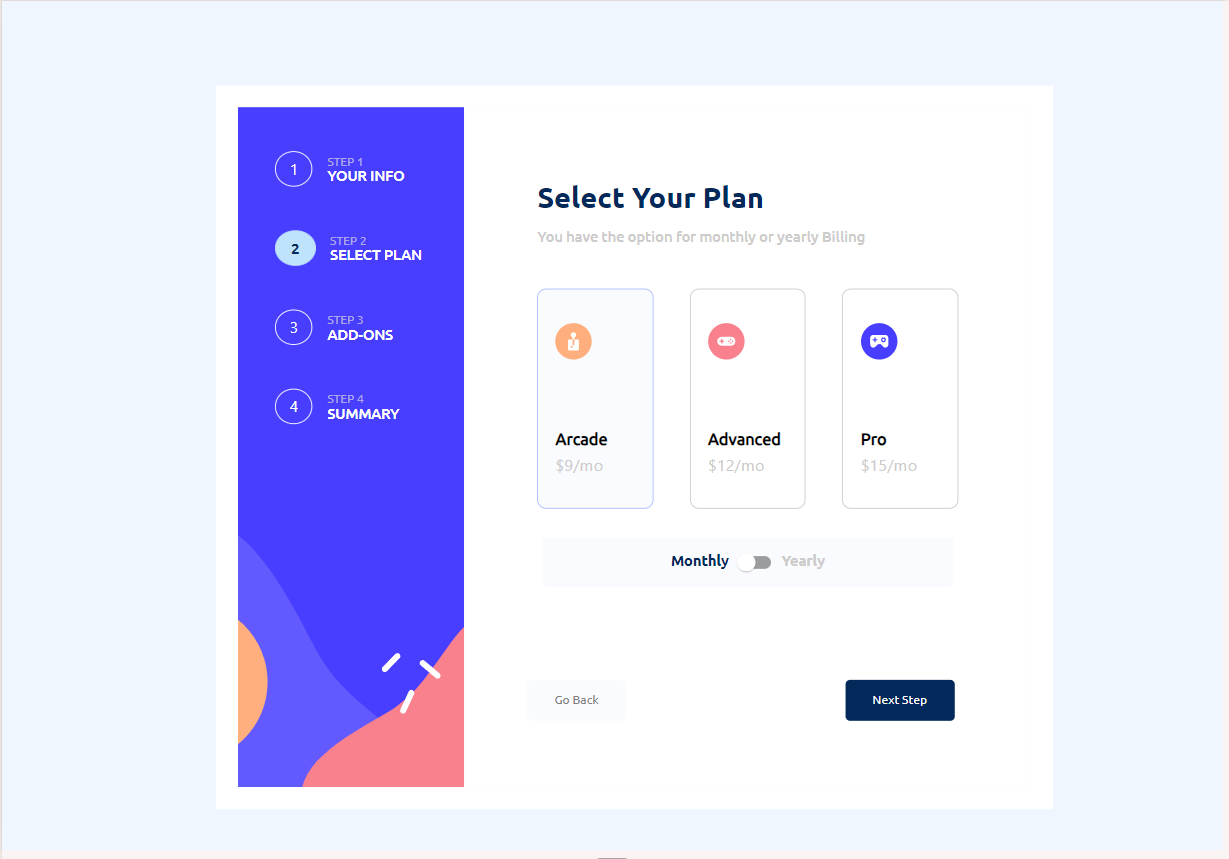 1
STEP 1
YOUR INFO
2
STEP 2
SELECT PLAN
3
STEP 3
ADD-ONS
4
STEP 4
SUMMARY
Select Your Plan
You have the option for monthly or yearly Billing
Arcade
$9/mo
Advanced
$12/mo
Pro
$15/mo
Monthly Yearly
Go Back
Next Step